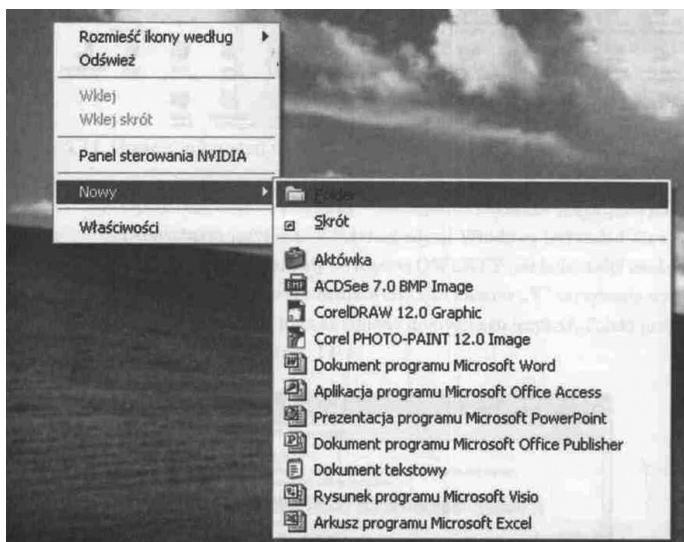 Rozmieść ikony według
Odśwież
Wklej
Wklej skrót
Panel sterowania NVIDIA
Nowy
Właściwości
Folder
Skrót
Aktówka
ACDSee 7.0 BMP Image
CorelDRAW 12.0 Graphic
Corel PHOTO-PAINT 12.0 Image
Dokument programu Microsoft Word
Aplikacja programu Microsoft Office Access
Prezentacja programu Microsoft PowerPoint
Dokument programu Microsoft Office Publisher
Dokument tekstowy
Rysunek programu Microsoft Visio
Arkusz programu Microsoft Excel